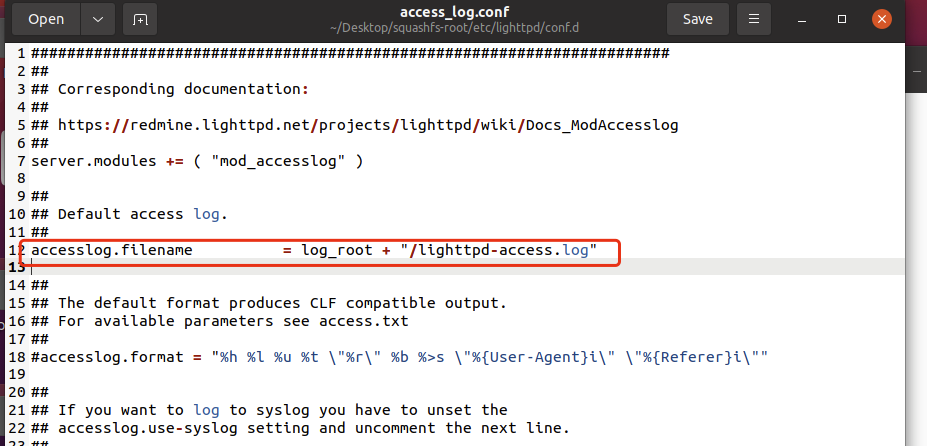 Open
access_log.conf
~/Desktop/squashfs-root/etc/lighttpd/conf.d
Save
1 #######################################################################
2 ##
3 ## Corresponding documentation:
4 ##
5 ## https://redmine.lighttpd.net/projects/lighttpd/wiki/Docs_ModAccesslog
6 ##
7 server.modules += ( "mod_accesslog" )
8
9 ##
10 ## Default access log.
11 ##
12 accesslog.filename          = log_root + "/lighttpd-access.log"
13
14 ##
15 ## The default format produces CLF compatible output.
16 ## For available parameters see access.txt
17 ##
18 #accesslog.format = "%h %l %u %t \"%r\" %b %>s \"%{User-Agent}i\" \"%{Referer}i\""
19
20 ##
21 ## If you want to log to syslog you have to unset the
22 ## accesslog.use-syslog setting and uncomment the next line.
23 ##